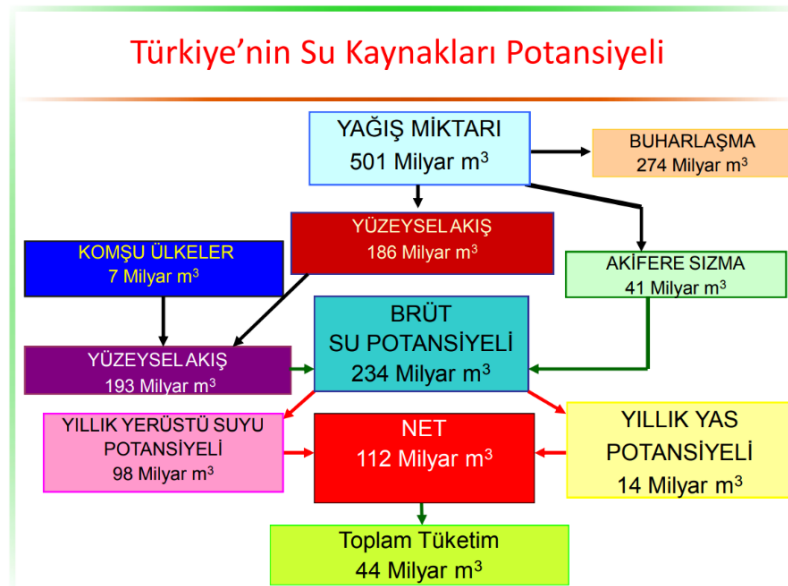 Türkiye’nin Su Kaynakları Potansiyeli
YAĞIŞ MİKTARI
501 Milyar m³
BUHARLAŞMA
274 Milyar m³
YÜZEYSEL AKIŞ
186 Milyar m³
KOMŞU ÜLKELER
7 Milyar m³
AKİFERE SIZMA
41 Milyar m³
BRÜT
SU POTANSİYELİ
234 Milyar m³
YÜZEYSEL AKIŞ
193 Milyar m³
YILLIK YERÜSTÜ SUYU
POTANSİYELİ
98 Milyar m³
NET
112 Milyar m³
YILLIK YAS
POTANSİYELİ
14 Milyar m³
Toplam Tüketim
44 Milyar m³